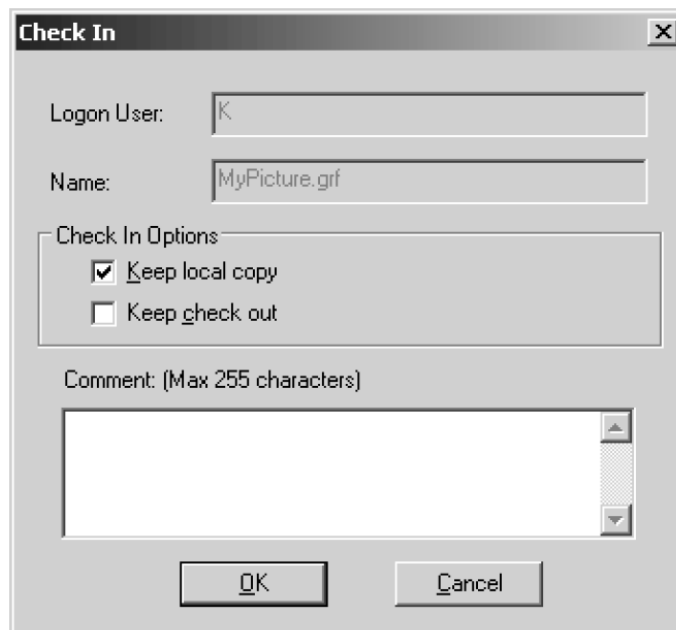 Check In
Logon User: K
Name: MyPicture.grf
Check In Options
Keep local copy
Keep check out
Comment: (Max 255 characters)
OK Cancel